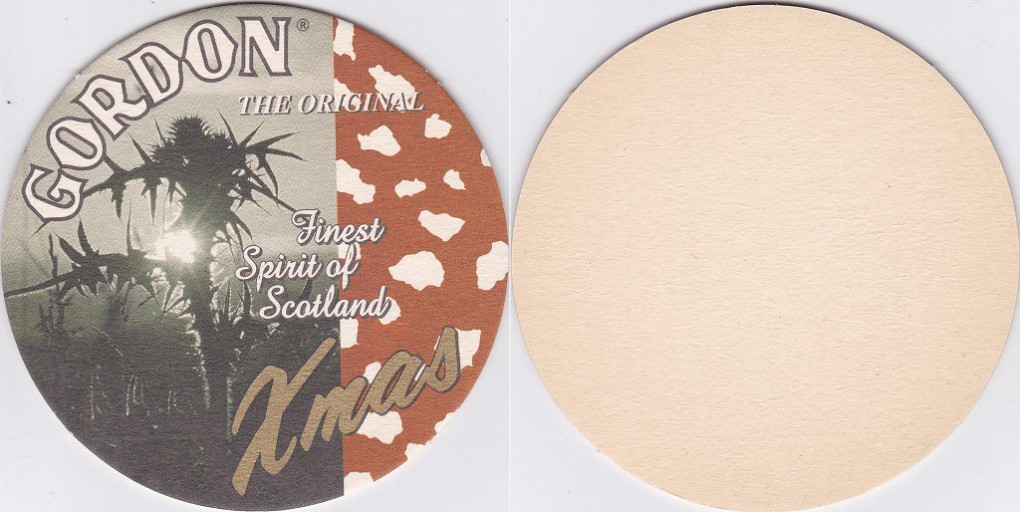 GORDON®
THE ORIGINAL
Finest
Spirit of
Scotland
Xmas